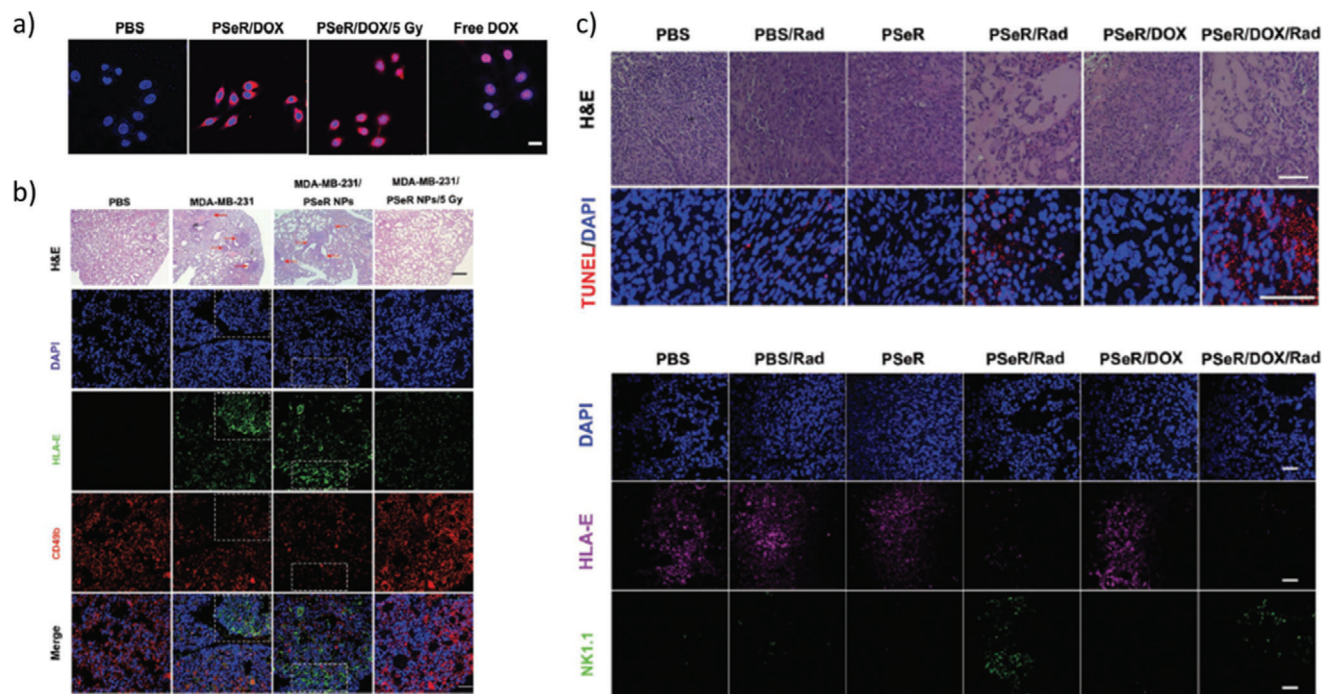 a)
PBS PSeR/DOX PSeR/DOX/5 Gy Free DOX
b)
PBS MDA-MB-231 MDA-MB-231/
PSeR NPs MDA-MB-231/
PSeR NPs/5 Gy
H&E
DAPI
HLA-E
CD49b
Merge
c)
PBS PBS/Rad PSeR PSeR/Rad PSeR/DOX PSeR/DOX/Rad
H&E
TUNEL/DAPI
PBS PBS/Rad PSeR PSeR/Rad PSeR/DOX PSeR/DOX/Rad
DAPI
HLA-E
NK1.1